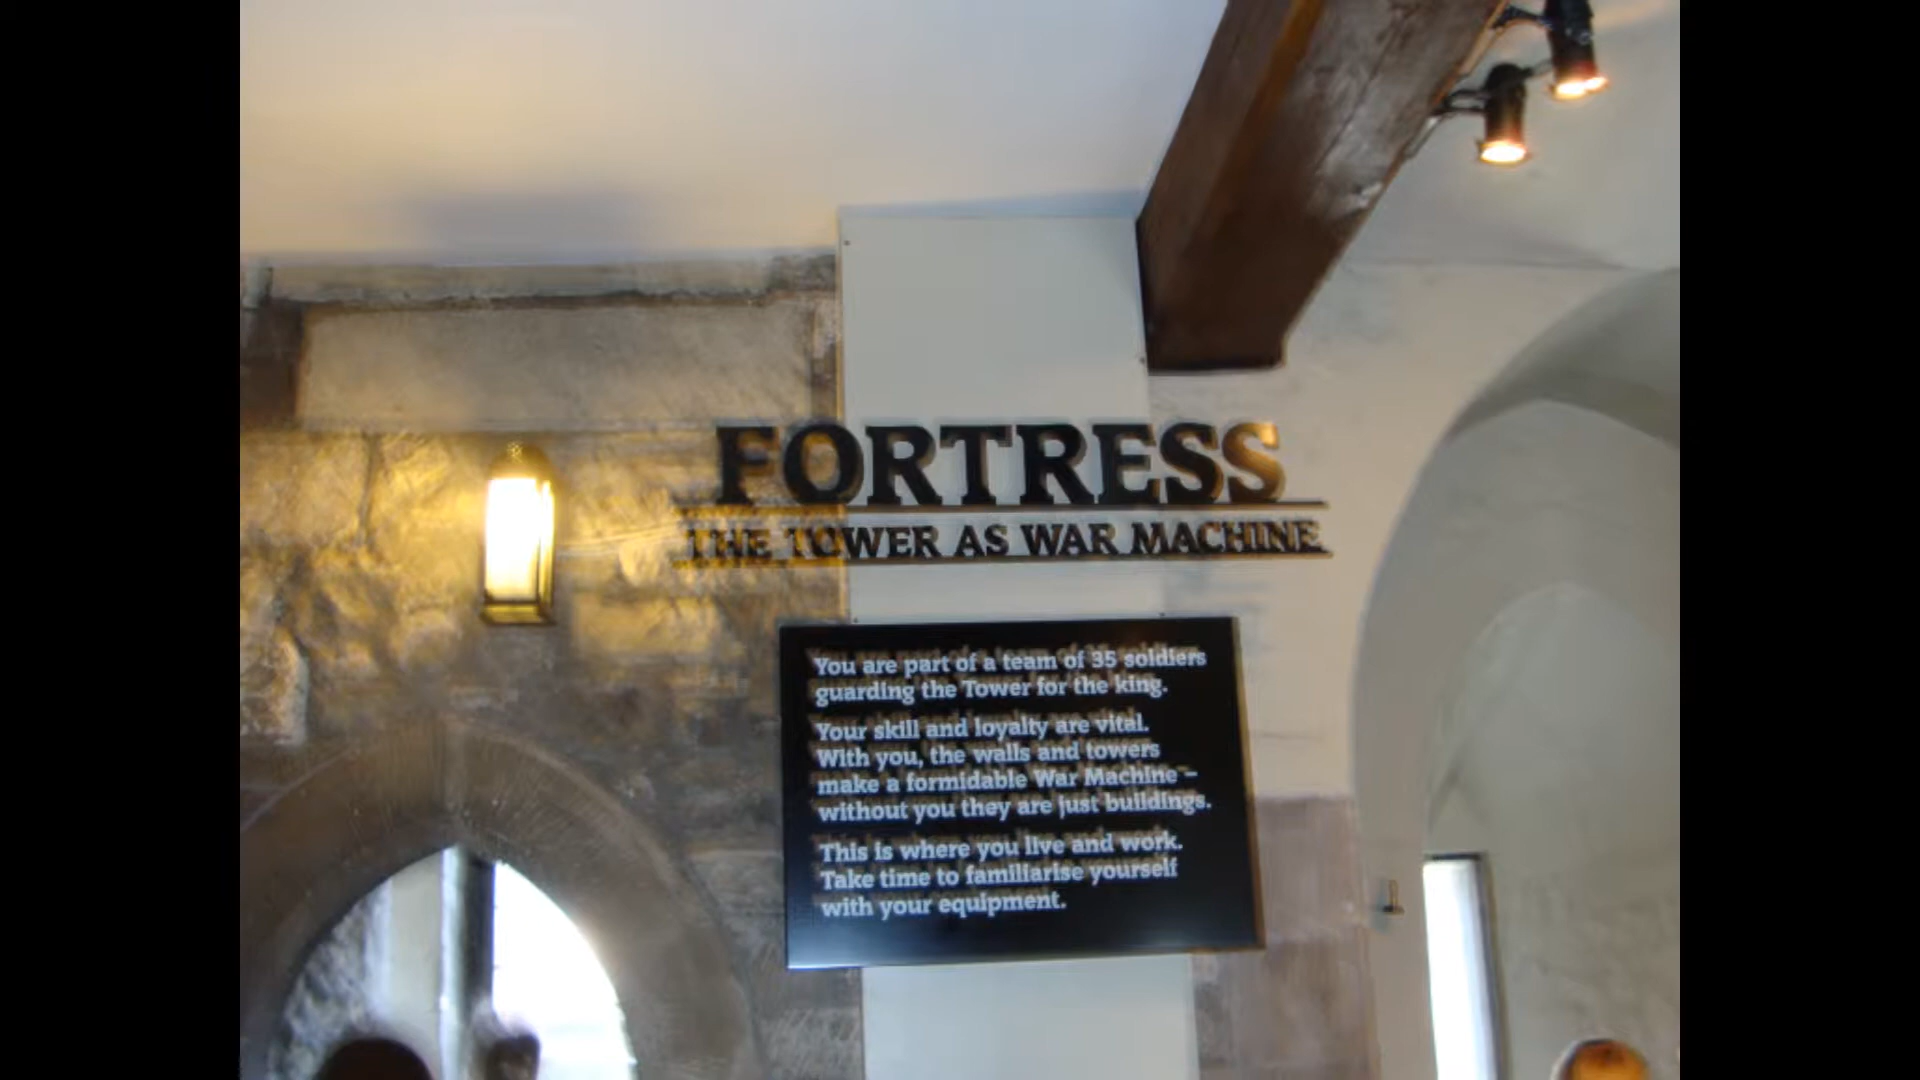 FORTRESS
THE TOWER AS WAR MACHINE
You are part of a team of 35 soldiers
guarding the Tower for the king.
Your skill and loyalty are vital.
With you, the walls and towers
make a formidable War Machine –
without you they are just buildings.
This is where you live and work.
Take time to familiarise yourself
with your equipment.